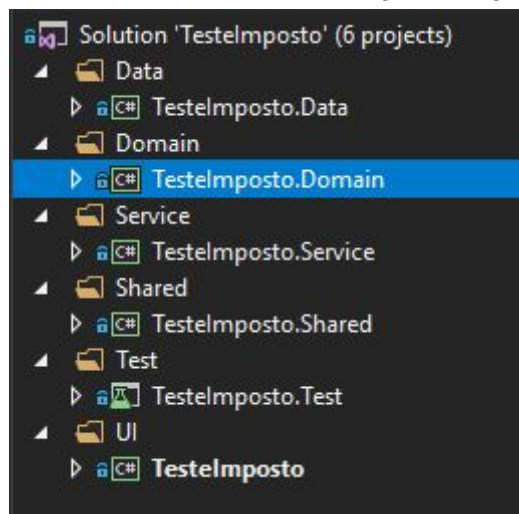 Solution 'TesteImposto' (6 projects)
Data
C# TesteImposto.Data
Domain
C# TesteImposto.Domain
Service
C# TesteImposto.Service
Shared
C# TesteImposto.Shared
Test
TesteImposto.Test
UI
C# TesteImposto